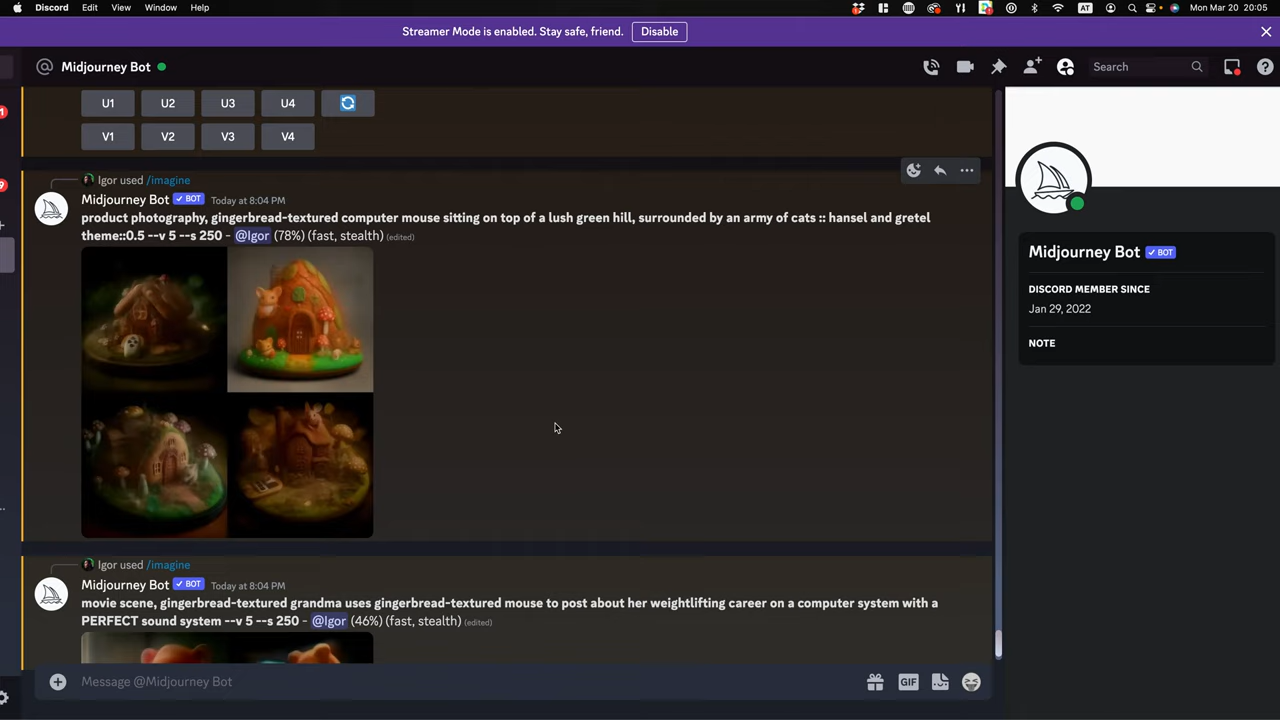 Discord Edit View Window Help AT Mon Mar 20 20:05
Streamer Mode is enabled. Stay safe, friend. Disable
@ Midjourney Bot Search
U1 U2 U3 U4
V1 V2 V3 V4
Igor used /imagine
Midjourney Bot ✓ BOT Today at 8:04 PM
product photography, gingerbread-textured computer mouse sitting on top of a lush green hill, surrounded by an army of cats :: hansel and gretel
theme::0.5 --v 5 --s 250 - @Igor (78%) (fast, stealth) (edited)
Igor used /imagine
Midjourney Bot ✓ BOT Today at 8:04 PM
movie scene, gingerbread-textured grandma uses gingerbread-textured mouse to post about her weightlifting career on a computer system with a
PERFECT sound system --v 5 --s 250 - @Igor (46%) (fast, stealth) (edited)
Message @Midjourney Bot
GIF
Midjourney Bot ✓ BOT
DISCORD MEMBER SINCE
Jan 29, 2022
NOTE
1
9